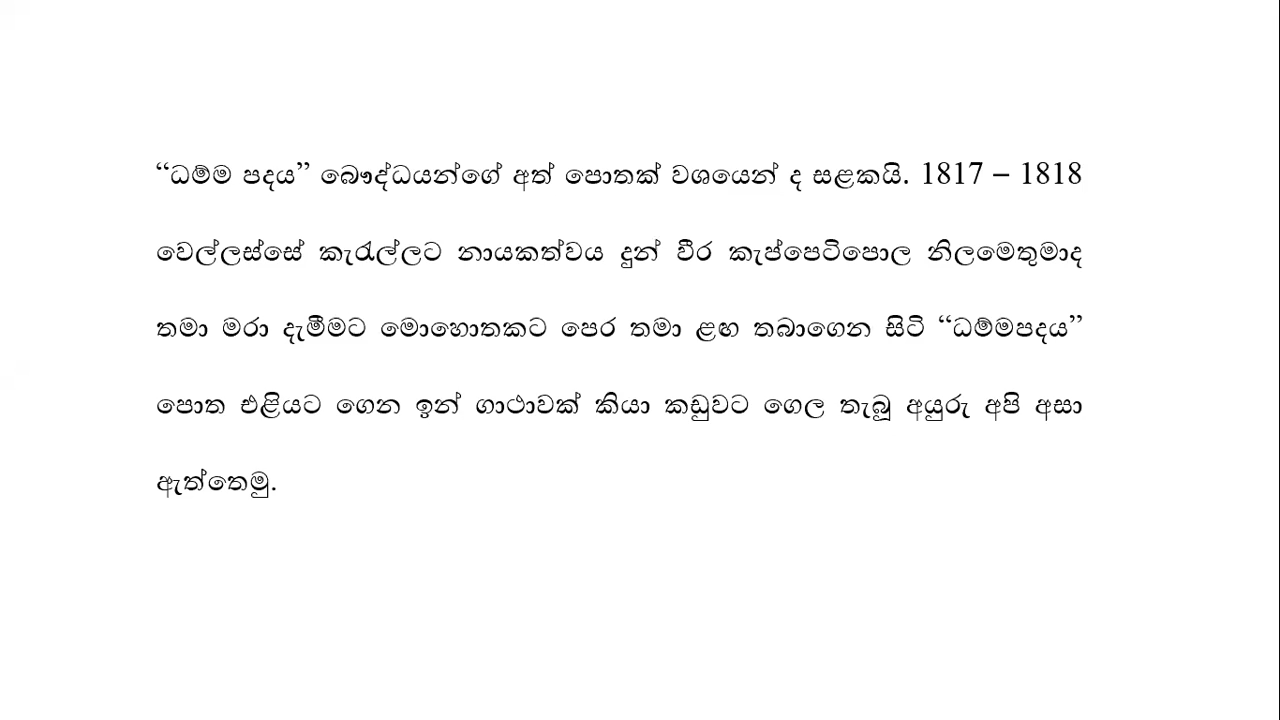 “ධම්ම පදය” බෞද්ධයන්ගේ අත් පොතක් වශයෙන් ද සළකයි. 1817 – 1818
වෙල්ලස්සේ කැරැල්ලට නායකත්වය දුන් වීර කැප්පෙටිපොල නිලමෙතුමාද
තමා මරා දැමීමට මොහොතකට පෙර තමා ළඟ තබාගෙන සිටි “ධම්මපදය”
පොත එළියට ගෙන ඉන් ගාථාවක් කියා කඩුවට ගෙල තැබූ අයුරු අපි අසා
ඇත්තෙමු.